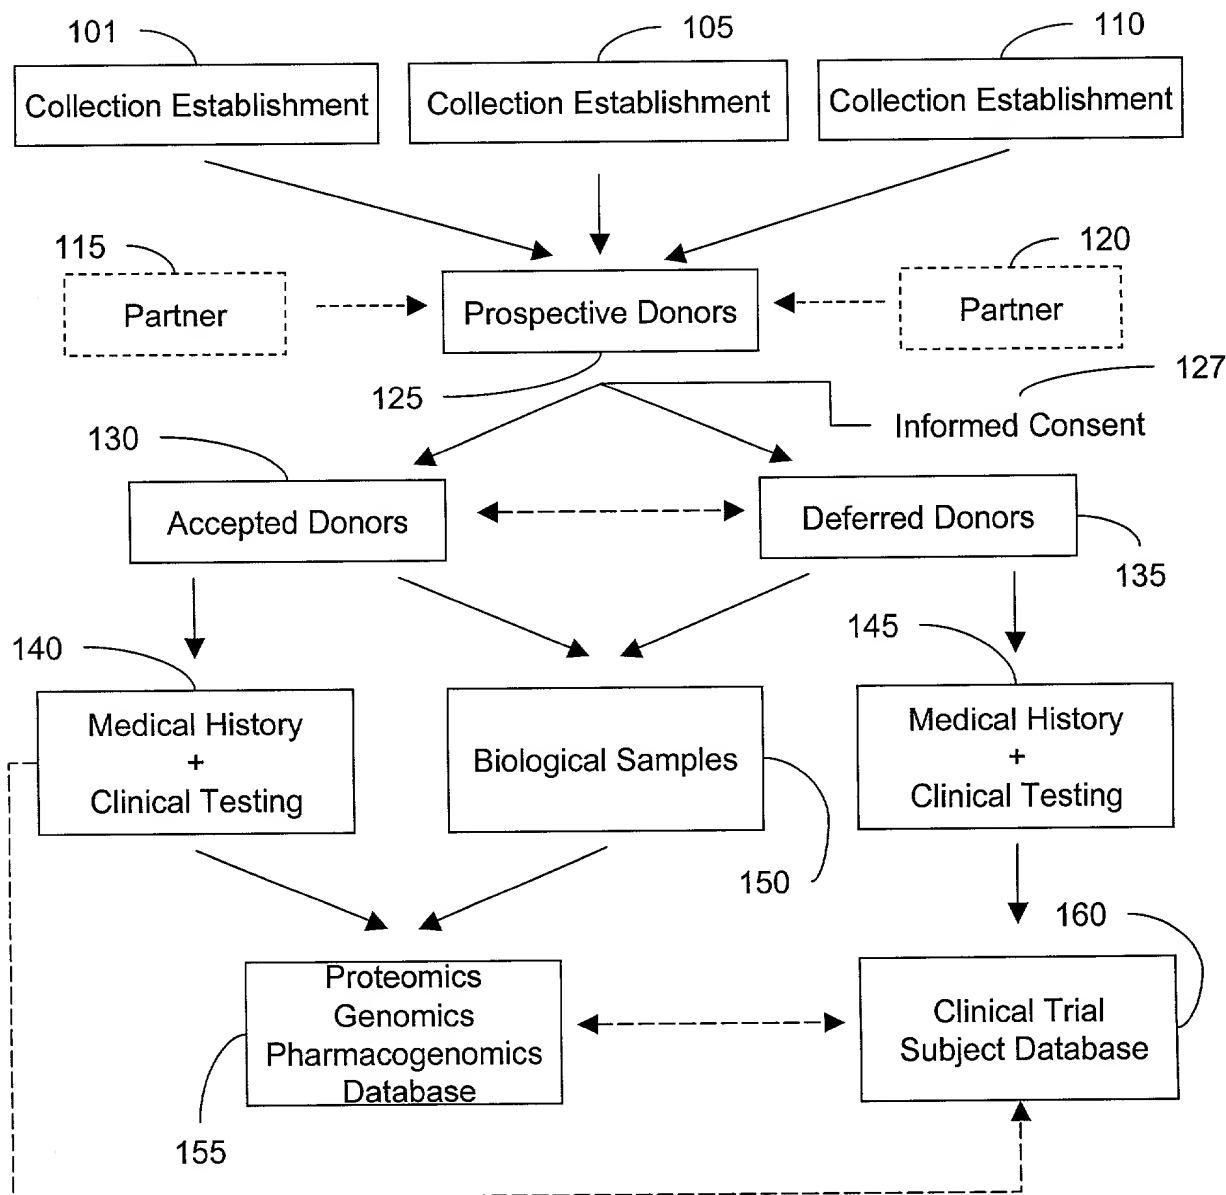 101
105
110
Collection Establishment
Collection Establishment
Collection Establishment
115
120
Partner
Prospective Donors
Partner
125
127
Informed Consent
130
Accepted Donors
Deferred Donors
135
140
145
Medical History
+
Clinical Testing
Biological Samples
Medical History
+
Clinical Testing
150
160
Proteomics
Genomics
Pharmacogenomics
Database
Clinical Trial
Subject Database
155